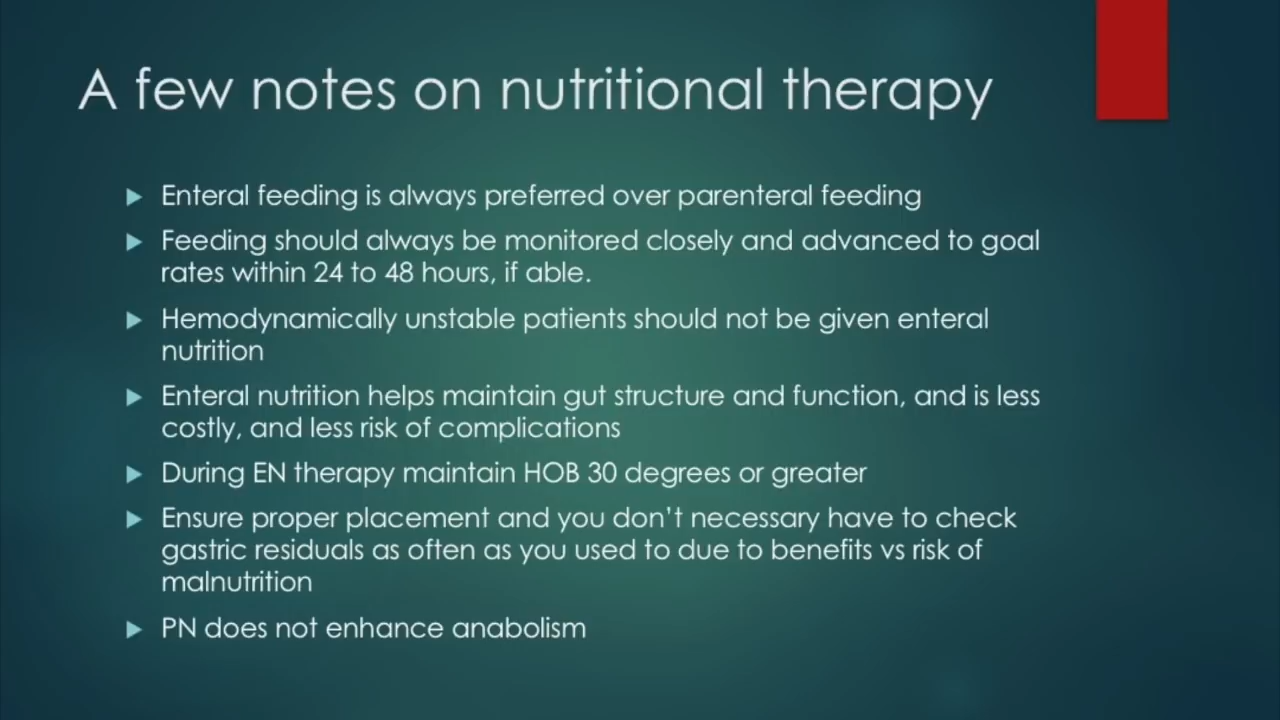 A few notes on nutritional therapy
Enteral feeding is always preferred over parenteral feeding
Feeding should always be monitored closely and advanced to goal
rates within 24 to 48 hours, if able.
Hemodynamically unstable patients should not be given enteral
nutrition
Enteral nutrition helps maintain gut structure and function, and is less
costly, and less risk of complications
During EN therapy maintain HOB 30 degrees or greater
Ensure proper placement and you don’t necessary have to check
gastric residuals as often as you used to due to benefits vs risk of
malnutrition
PN does not enhance anabolism